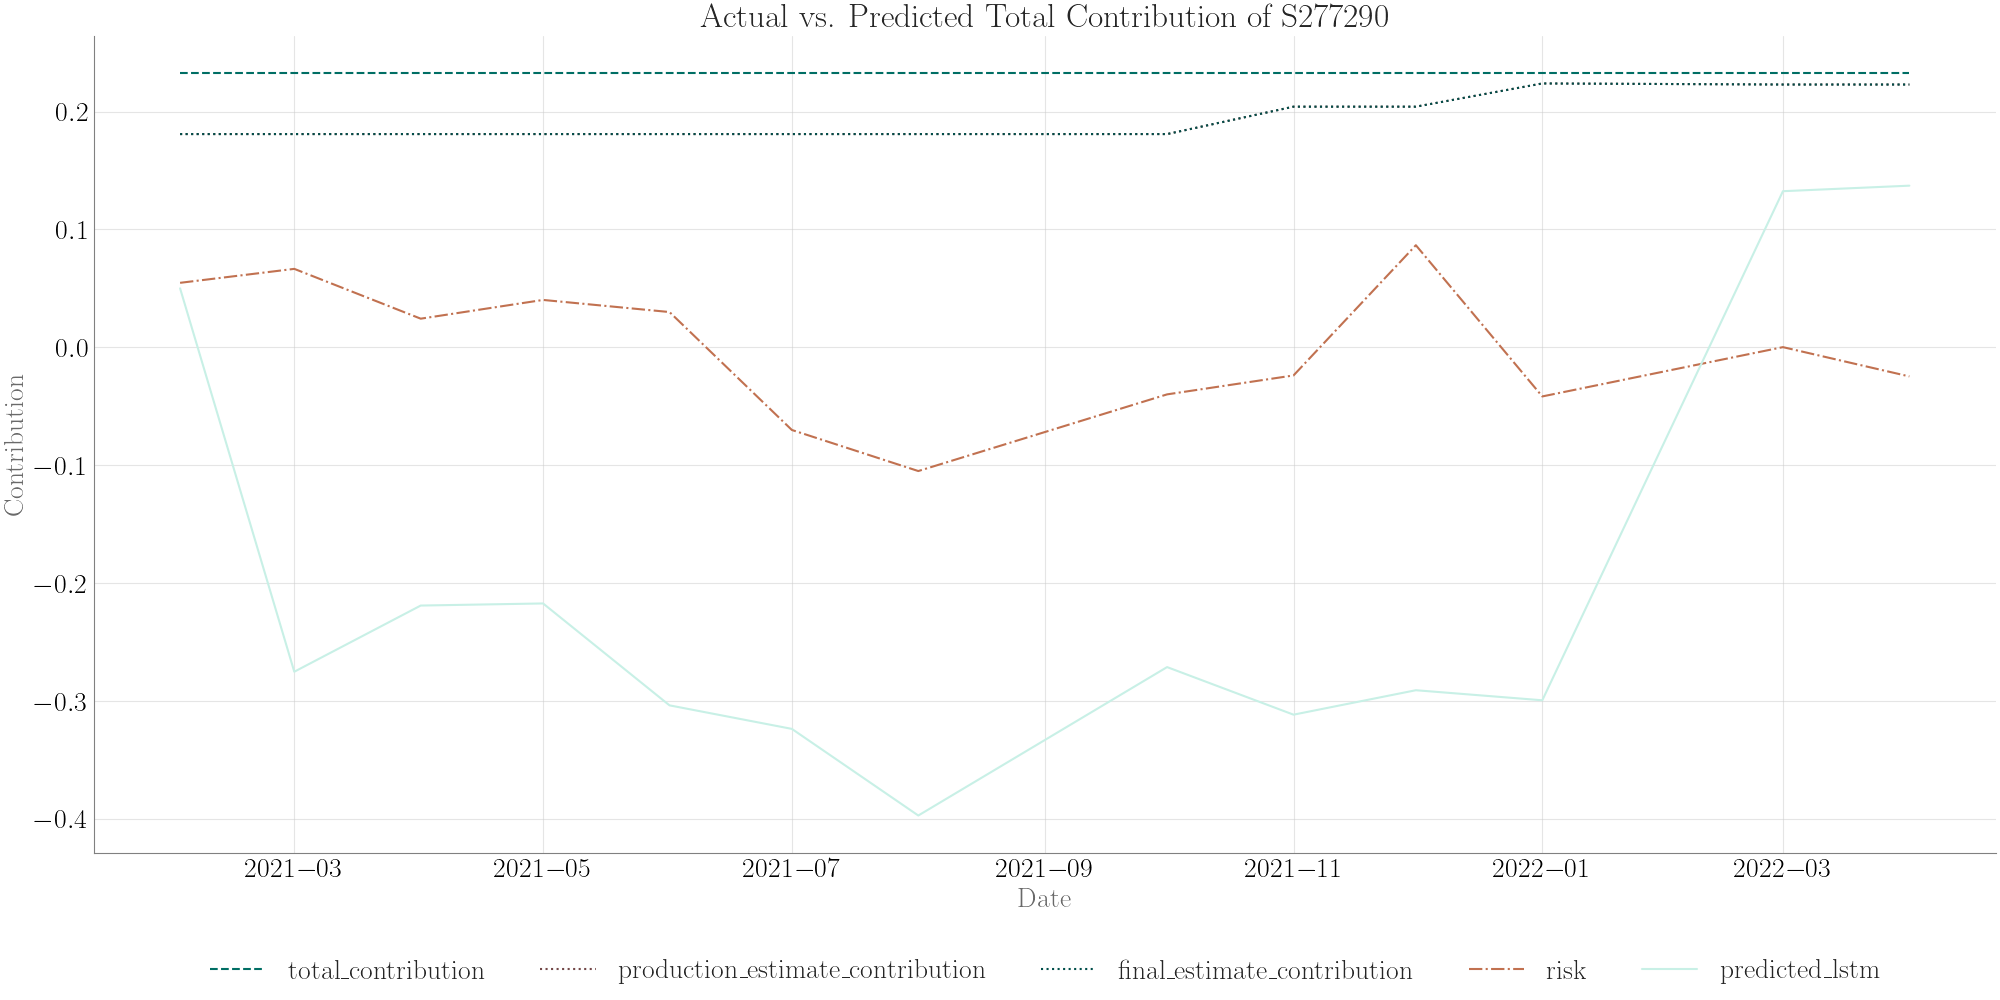 Actual vs. Predicted Total Contribution of S277290
Contribution
0.2
0.1
0.0
−0.1
−0.2
−0.3
−0.4
2021−03 2021−05 2021−07 2021−09 2021−11 2022−01 2022−03
Date
total_contribution production_estimate_contribution final_estimate_contribution risk predicted_lstm